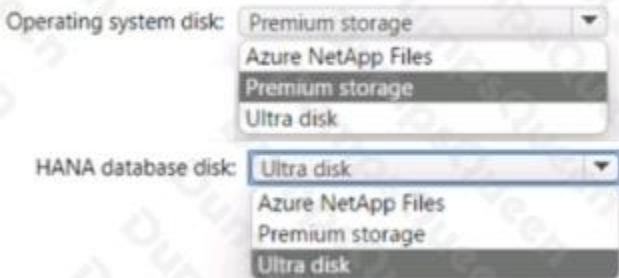 Operating system disk: Premium storage
Azure NetApp Files
Premium storage
Ultra disk
HANA database disk: Ultra disk
Azure NetApp Files
Premium storage
Ultra disk